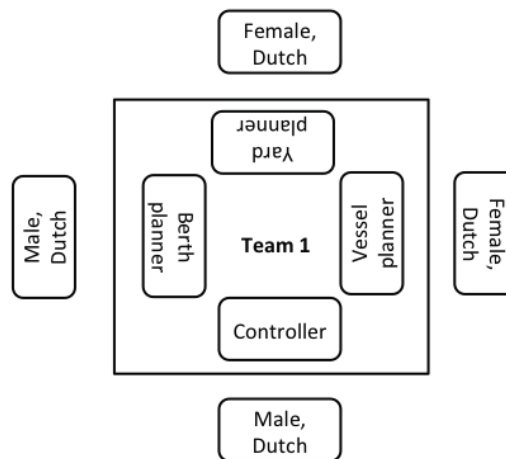 Female,
Dutch
Yard
planner
Male,
Dutch
Berth
planner
Team 1
Vessel
planner
Female,
Dutch
Controller
Male,
Dutch